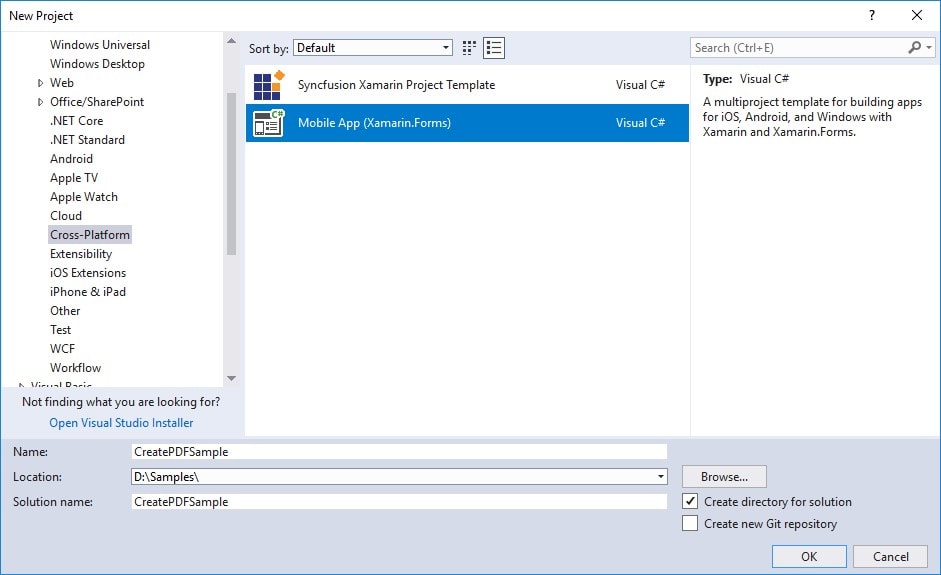 New Project
?
Windows Universal
Windows Desktop
Web
Office/SharePoint
.NET Core
.NET Standard
Android
Apple TV
Apple Watch
Cloud
Cross-Platform
Extensibility
iOS Extensions
iPhone & iPad
Other
Test
WCF
Workflow
Visual Basic
Not finding what you are looking for?
Open Visual Studio Installer
Sort by: Default
Syncfusion Xamarin Project Template Visual C#
C# Mobile App (Xamarin.Forms) Visual C#
Search (Ctrl+E)
Type: Visual C#
A multiproject template for building apps
for iOS, Android, and Windows with
Xamarin and Xamarin.Forms.
Name: CreatePDFSample
Location: D:\Samples\ Browse...
Solution name: CreatePDFSample
Create directory for solution
Create new Git repository
OK Cancel